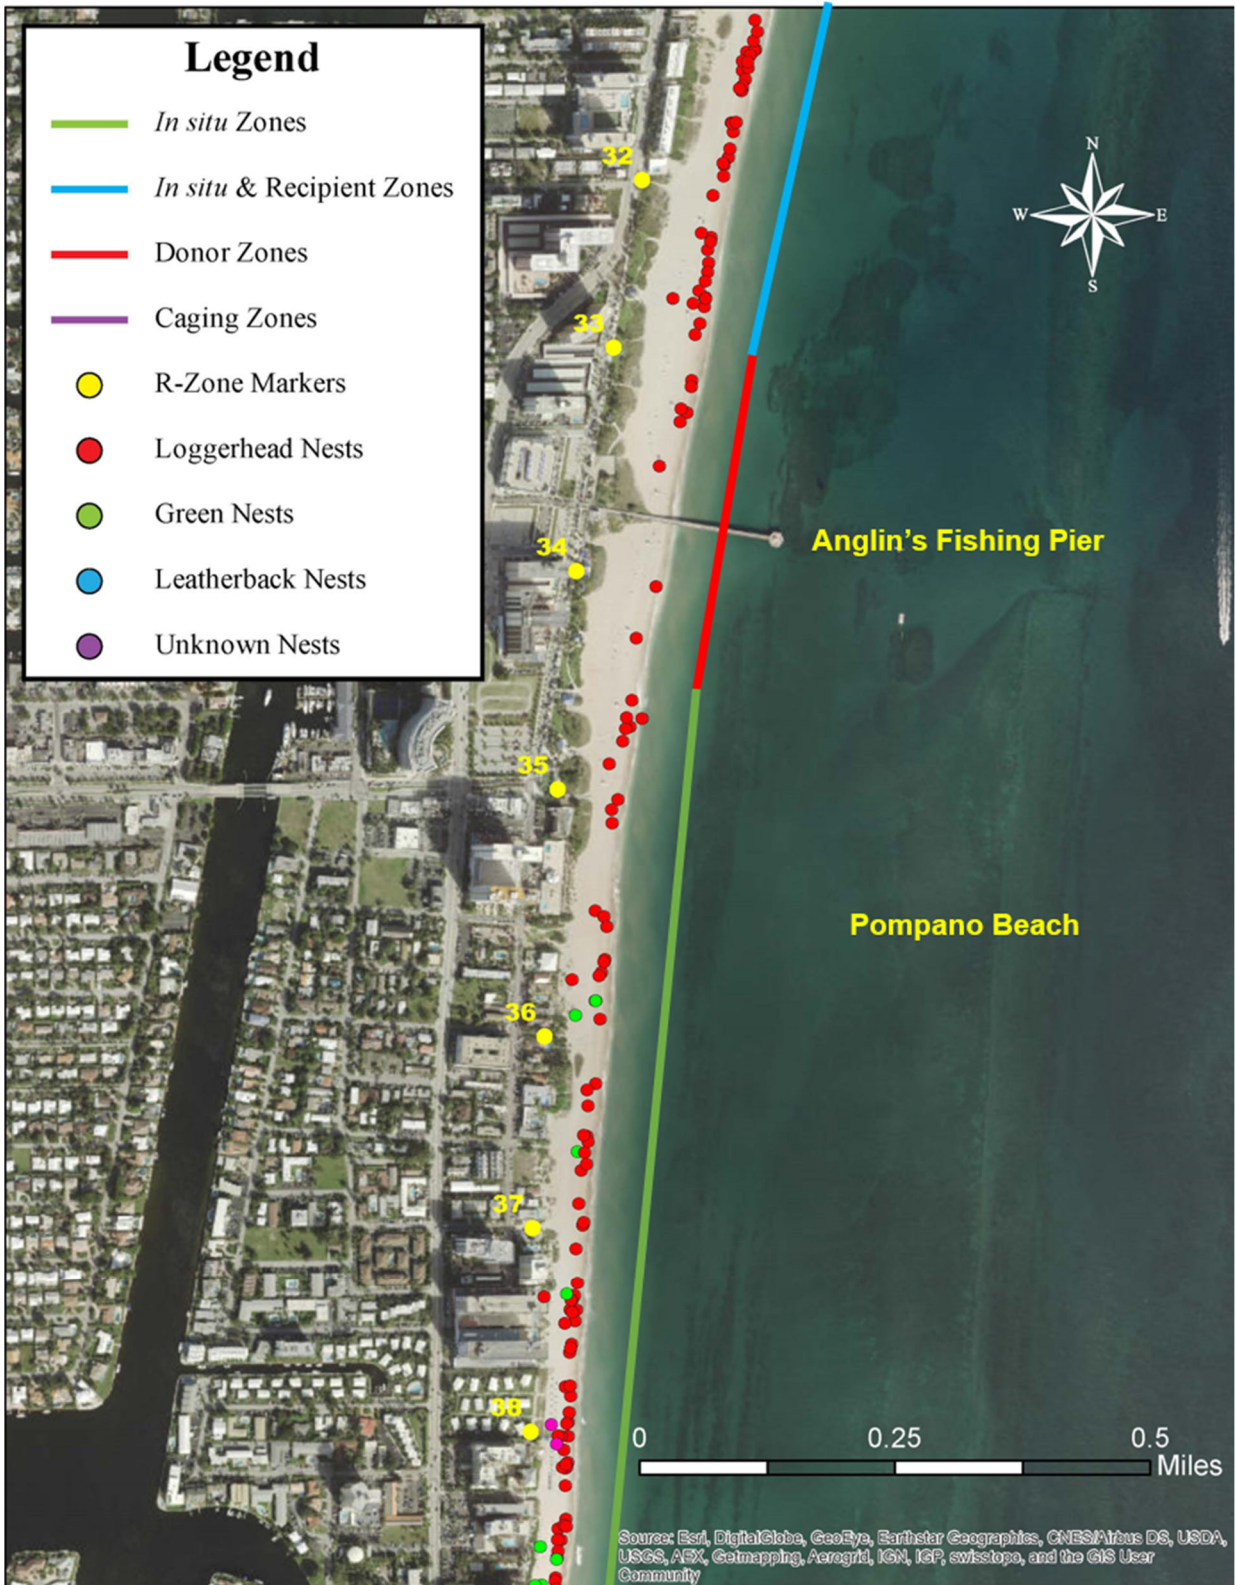 Legend
In situ Zones
In situ & Recipient Zones
Donor Zones
Caging Zones
R-Zone Markers
Loggerhead Nests
Green Nests
Leatherback Nests
Unknown Nests
N
W E
S
32
33
34
Anglin's Fishing Pier
35
Pompano Beach
36
37
38
0 0.25 0.5
Miles
Source: Esri, DigitalGlobe, GeoEye, Earthstar Geographics, CNES/Airbus DS, USDA,
USGS, AEX, Getmapping, Aerogrid, IGN, IGP, swisstopo, and the GIS User
Community